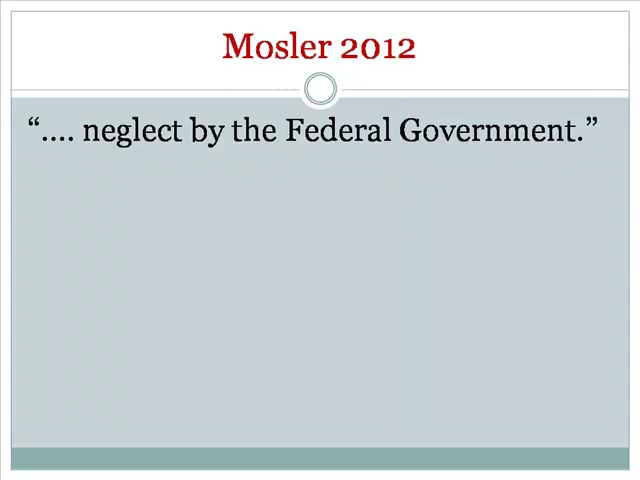 Mosler 2012
“.... neglect by the Federal Government.”